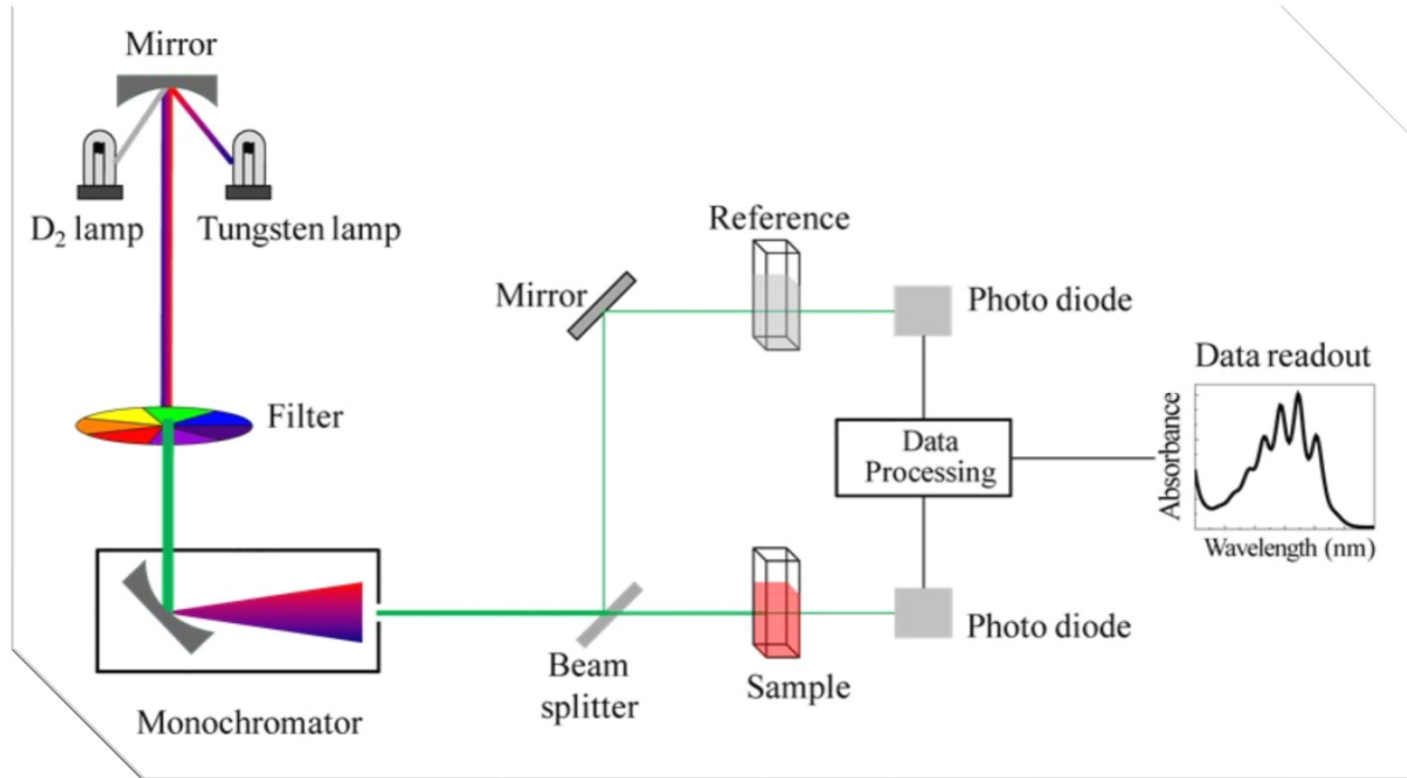 Mirror
D₂ lamp
Tungsten lamp
Filter
Monochromator
Mirror
Beam
splitter
Reference
Sample
Photo diode
Data
Processing
Photo diode
Data readout
Absorbance
Wavelength (nm)